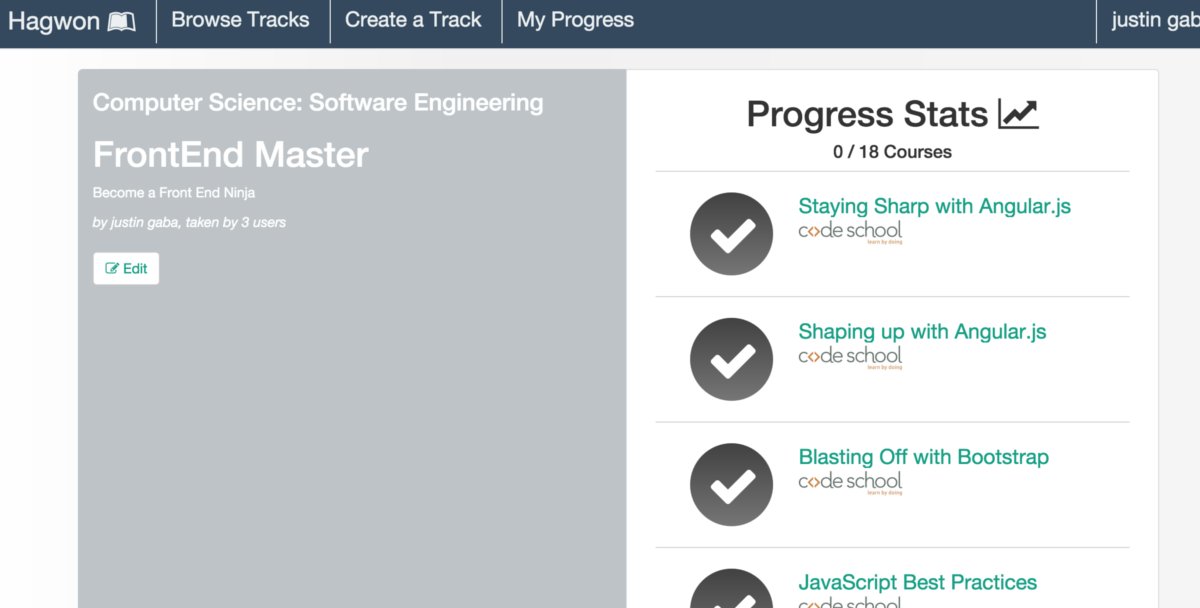 Hagwon
Browse Tracks
Create a Track
My Progress
justin gab
Computer Science: Software Engineering
FrontEnd Master
Become a Front End Ninja
by justin gaba, taken by 3 users
Edit
Progress Stats
0 / 18 Courses
Staying Sharp with Angular.js
code school
learn by doing
Shaping up with Angular.js
code school
learn by doing
Blasting Off with Bootstrap
code school
learn by doing
JavaScript Best Practices
code school